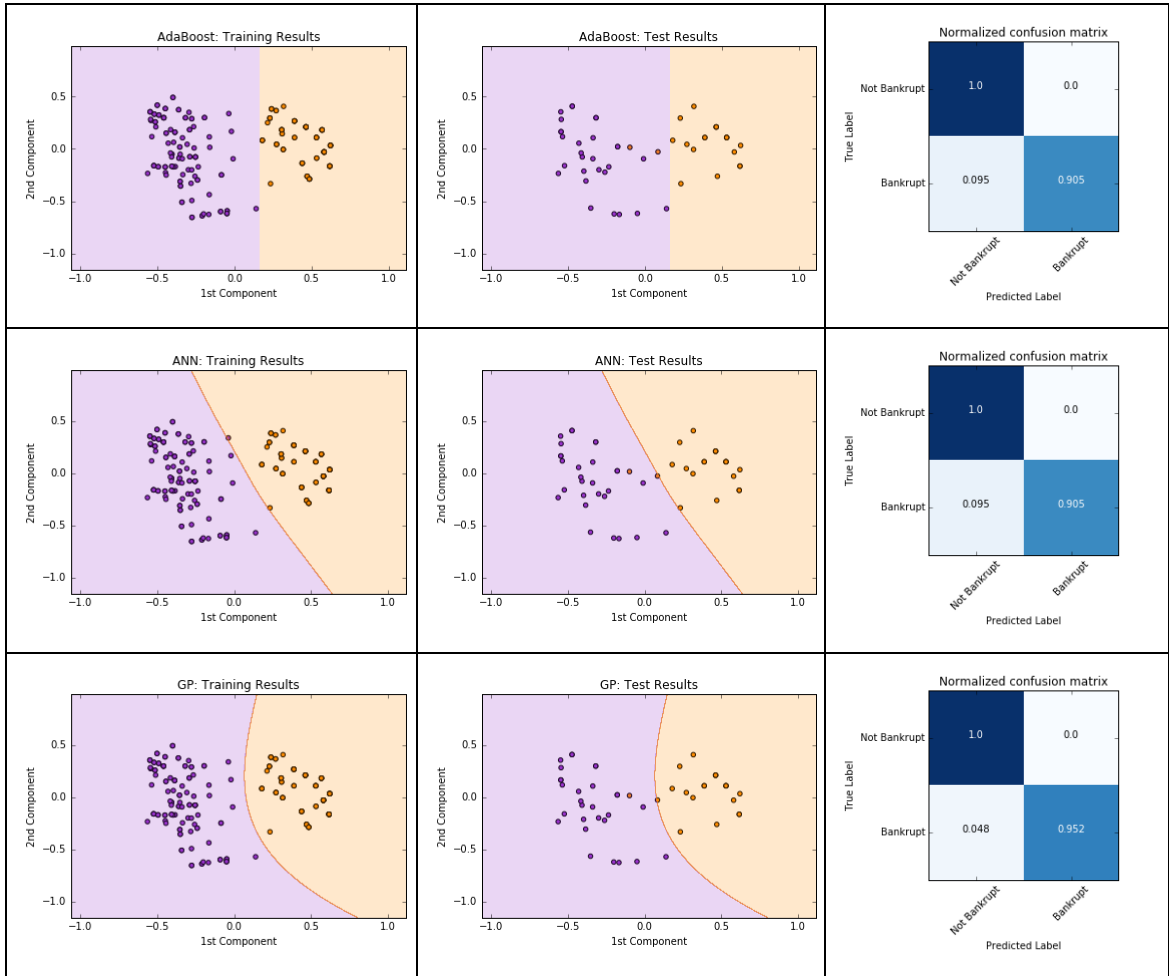 AdaBoost: Training Results
2nd Component
0.5
0.0
−0.5
−1.0
−1.0 −0.5 0.0 0.5 1.0
1st Component
AdaBoost: Test Results
2nd Component
0.5
0.0
−0.5
−1.0
−1.0 −0.5 0.0 0.5 1.0
1st Component
Normalized confusion matrix
True Label
Not Bankrupt
1.0 0.0
Bankrupt
0.095 0.905
Not Bankrupt Bankrupt
Predicted Label
ANN: Training Results
2nd Component
0.5
0.0
−0.5
−1.0
−1.0 −0.5 0.0 0.5 1.0
1st Component
ANN: Test Results
2nd Component
0.5
0.0
−0.5
−1.0
−1.0 −0.5 0.0 0.5 1.0
1st Component
Normalized confusion matrix
True Label
Not Bankrupt
1.0 0.0
Bankrupt
0.095 0.905
Not Bankrupt Bankrupt
Predicted Label
GP: Training Results
2nd Component
0.5
0.0
−0.5
−1.0
−1.0 −0.5 0.0 0.5 1.0
1st Component
GP: Test Results
2nd Component
0.5
0.0
−0.5
−1.0
−1.0 −0.5 0.0 0.5 1.0
1st Component
Normalized confusion matrix
True Label
Not Bankrupt
1.0 0.0
Bankrupt
0.048 0.952
Not Bankrupt Bankrupt
Predicted Label